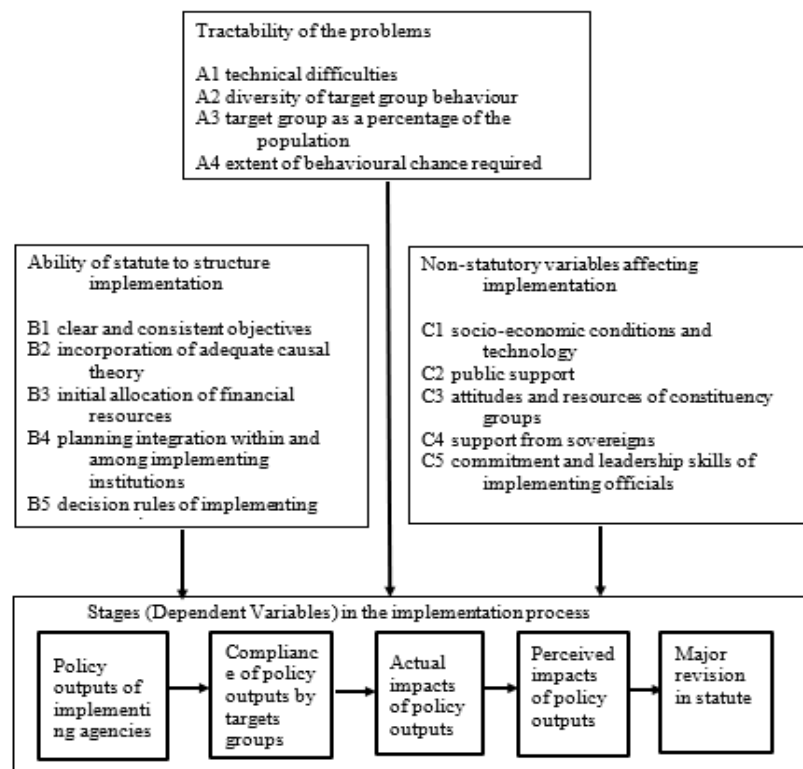 Tractability of the problems
A1 technical difficulties
A2 diversity of target group behaviour
A3 target group as a percentage of the
population
A4 extent of behavioural chance required
Ability of statute to structure
implementation
B1 clear and consistent objectives
B2 incorporation of adequate causal
theory
B3 initial allocation of financial
resources
B4 planning integration within and
among implementing
institutions
B5 decision rules of implementing
Non-statutory variables affecting
implementation
C1 socio-economic conditions and
technology
C2 public support
C3 attitudes and resources of constituency
groups
C4 support from sovereigns
C5 commitment and leadership skills of
implementing officials
Stages (Dependent Variables) in the implementation process
Policy
outputs of
implementi
ng agencies
Complianc
e of policy
outputs by
targets
groups
Actual
impacts
of policy
outputs
Perceived
impacts
of policy
outputs
Major
revision
in statute